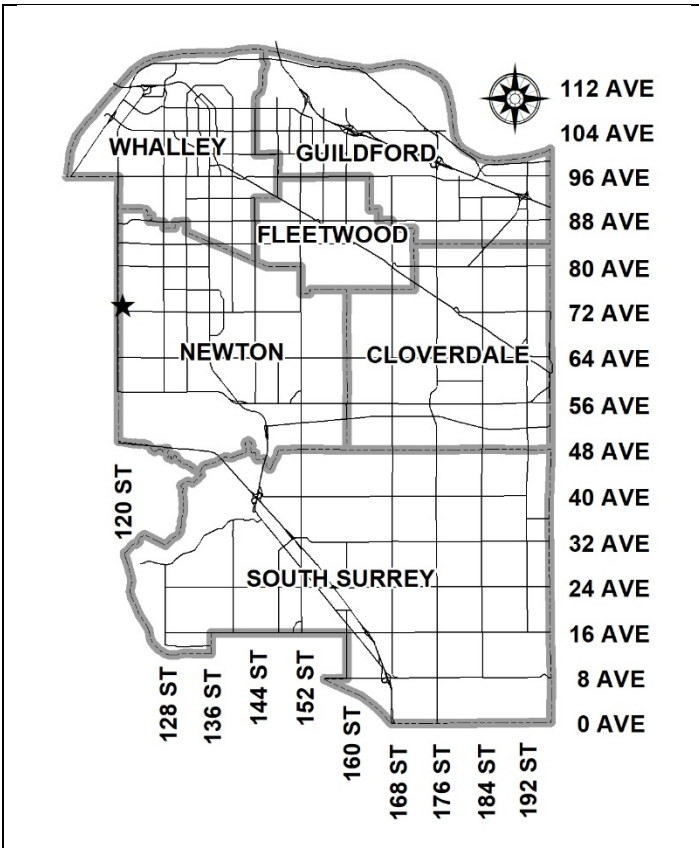 112 AVE
104 AVE
WHALLEY
GUILDFORD
96 AVE
88 AVE
FLEETWOOD
80 AVE
72 AVE
NEWTON
CLOVERDALE
64 AVE
56 AVE
48 AVE
120 ST
40 AVE
32 AVE
SOUTH SURREY
24 AVE
16 AVE
128 ST
136 ST
144 ST
152 ST
160 ST
8 AVE
0 AVE
168 ST
176 ST
184 ST
192 ST